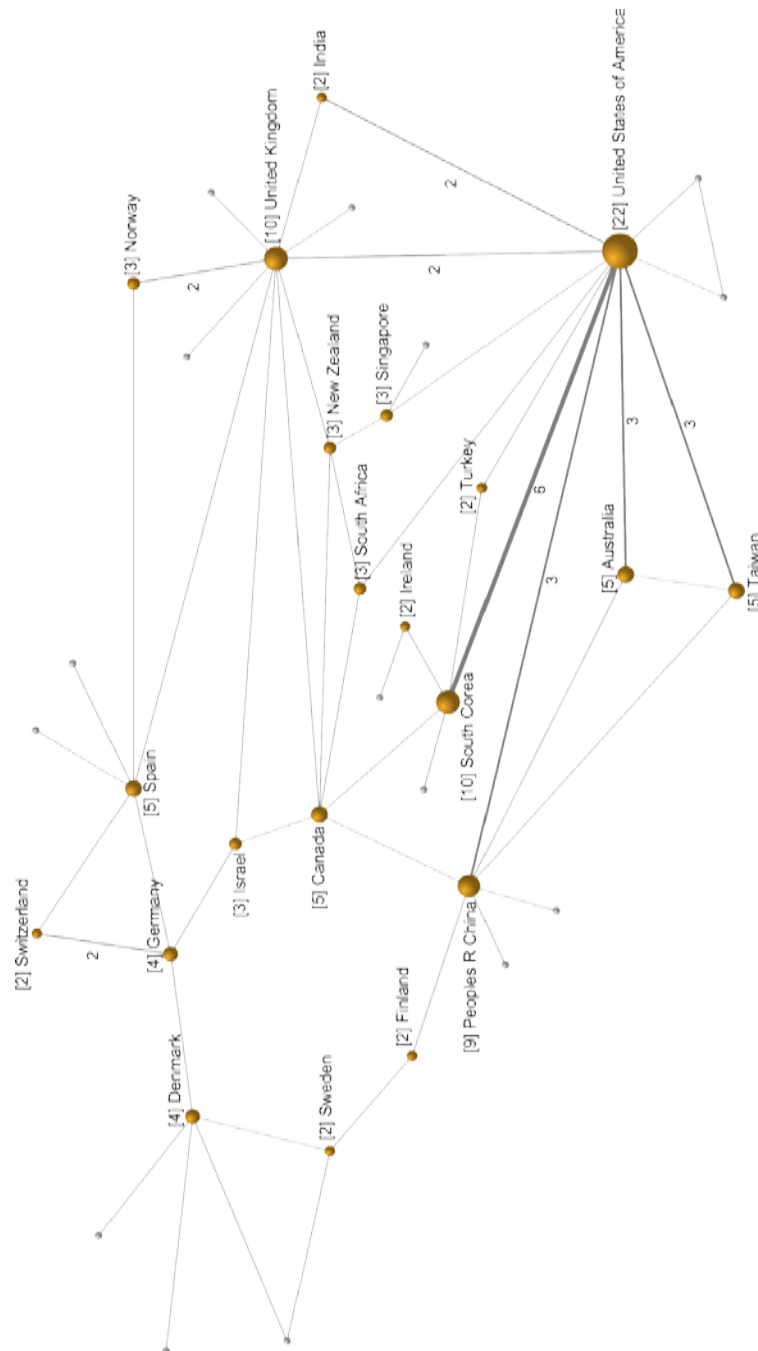 [2] India
[22] United States of America
[10] United Kingdom
[3] Norway
2
2
2
[3] New Zealand
[3] Singapore
[3] South Africa
[2] Turkey
[2] Ireland
6
3
3
3
[5] Australia
[5] Taiwan
[10] South Corea
[5] Spain
[5] Canada
[3] Israel
[2] Switzerland
2
[4] Germany
[9] Peoples R China
[2] Finland
[4] Denmark
[2] Sweden